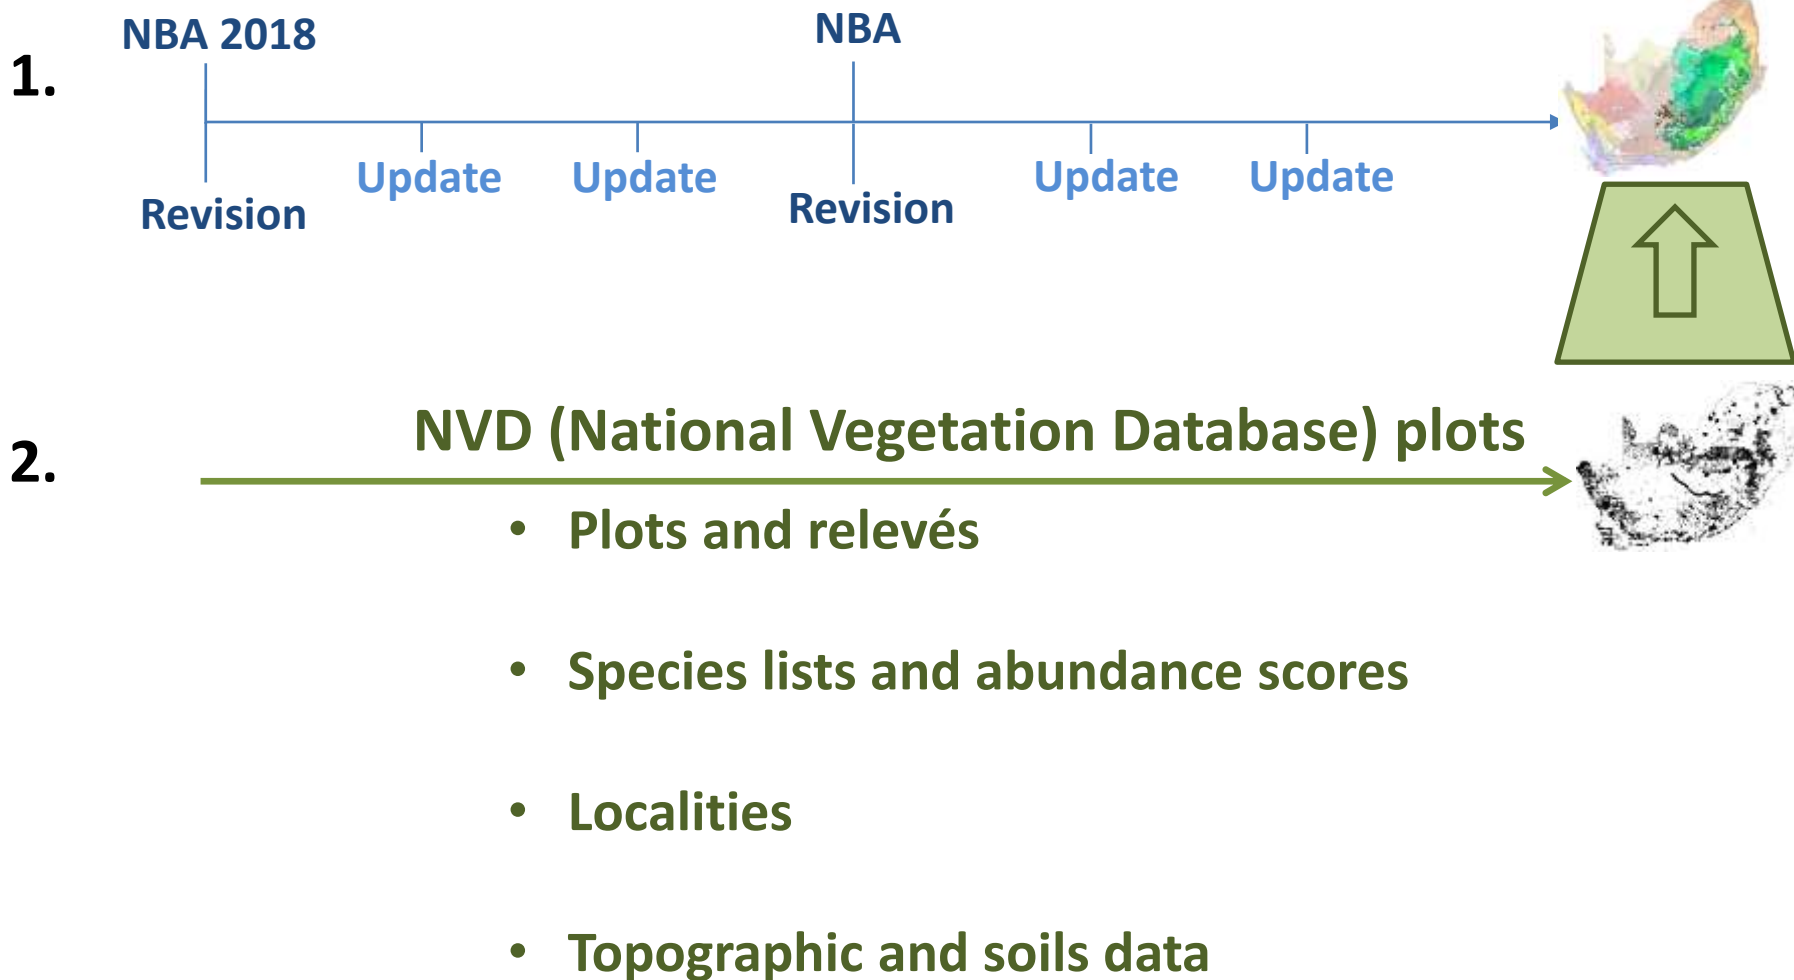 1.
NBA 2018
NBA
Update
Update
Update
Update
Revision
Revision
2.
NVD (National Vegetation Database) plots
• Plots and relevés
• Species lists and abundance scores
• Localities
• Topographic and soils data